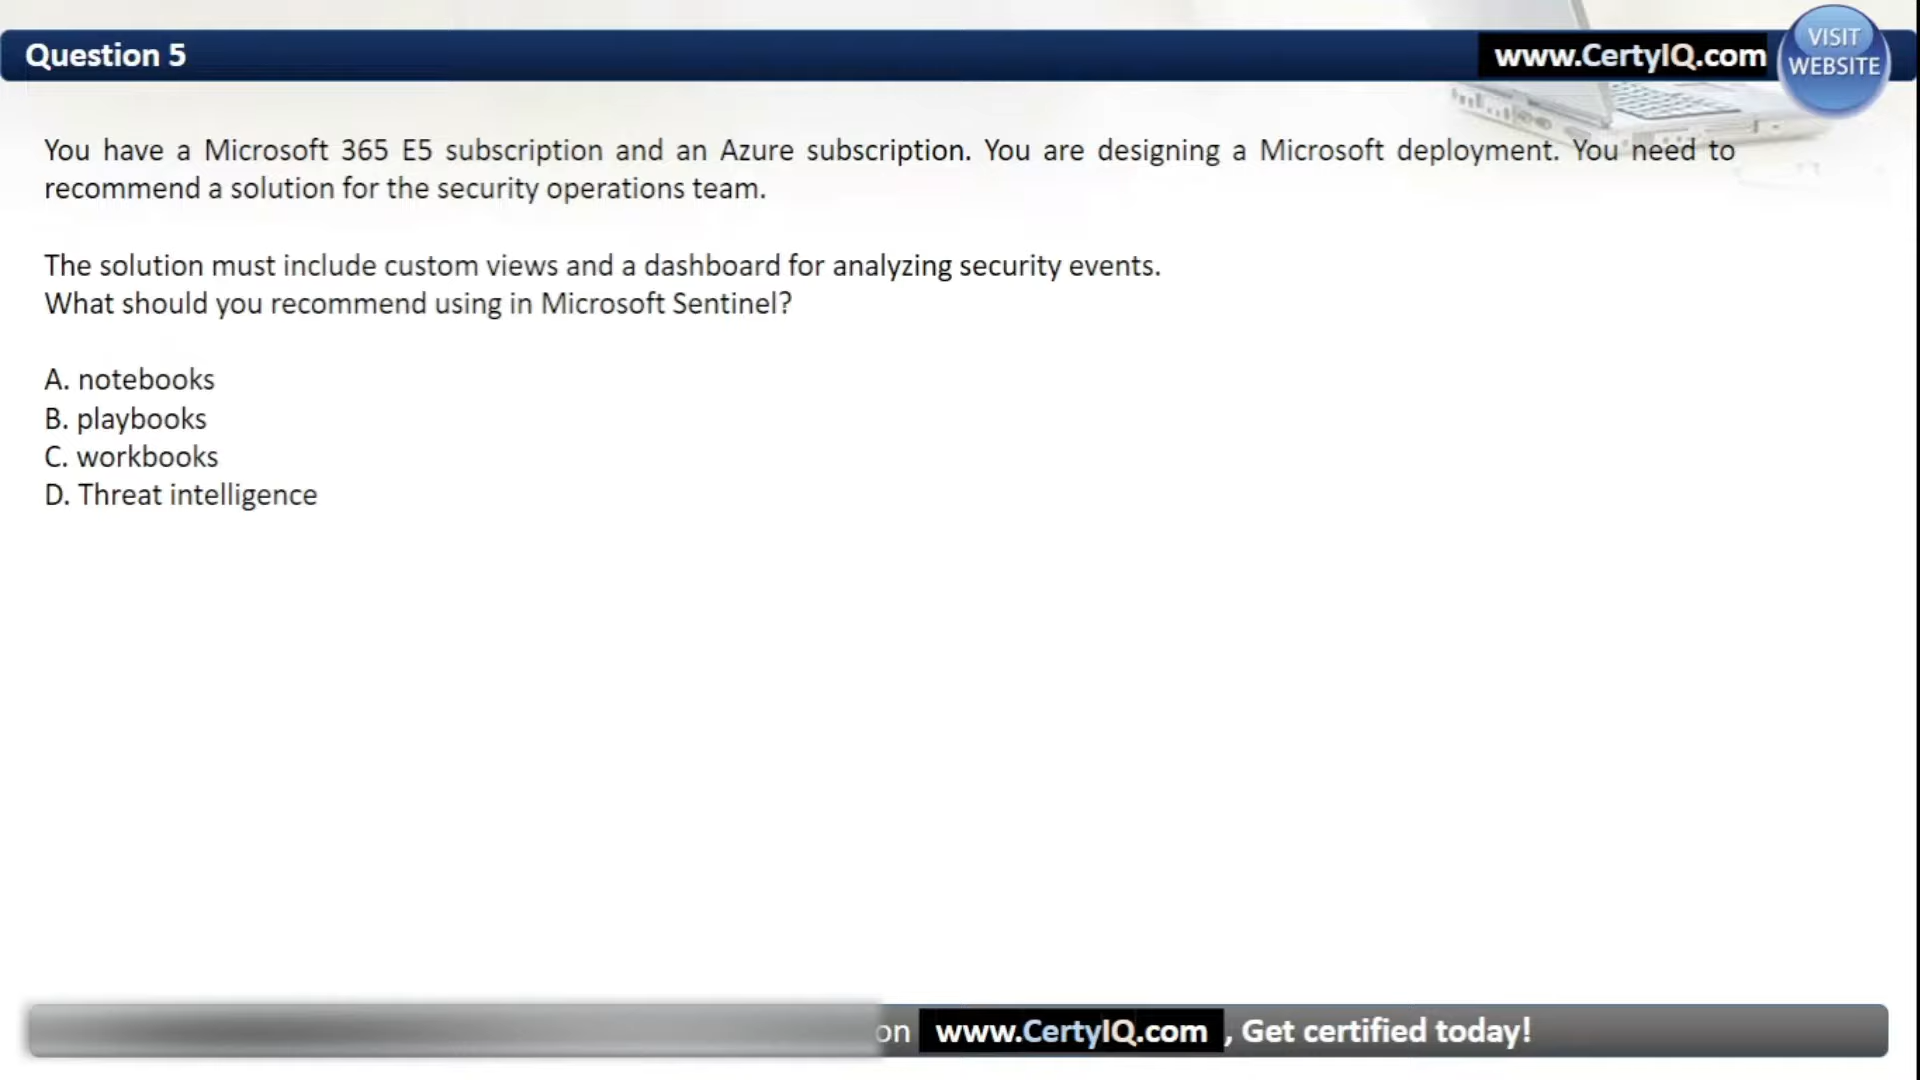 Question 5
www.CertyIQ.com
VISIT
WEBSITE
You have a Microsoft 365 E5 subscription and an Azure subscription. You are designing a Microsoft deployment. You need to
recommend a solution for the security operations team.
The solution must include custom views and a dashboard for analyzing security events.
What should you recommend using in Microsoft Sentinel?
A. notebooks
B. playbooks
C. workbooks
D. Threat intelligence
on www.CertyIQ.com , Get certified today!